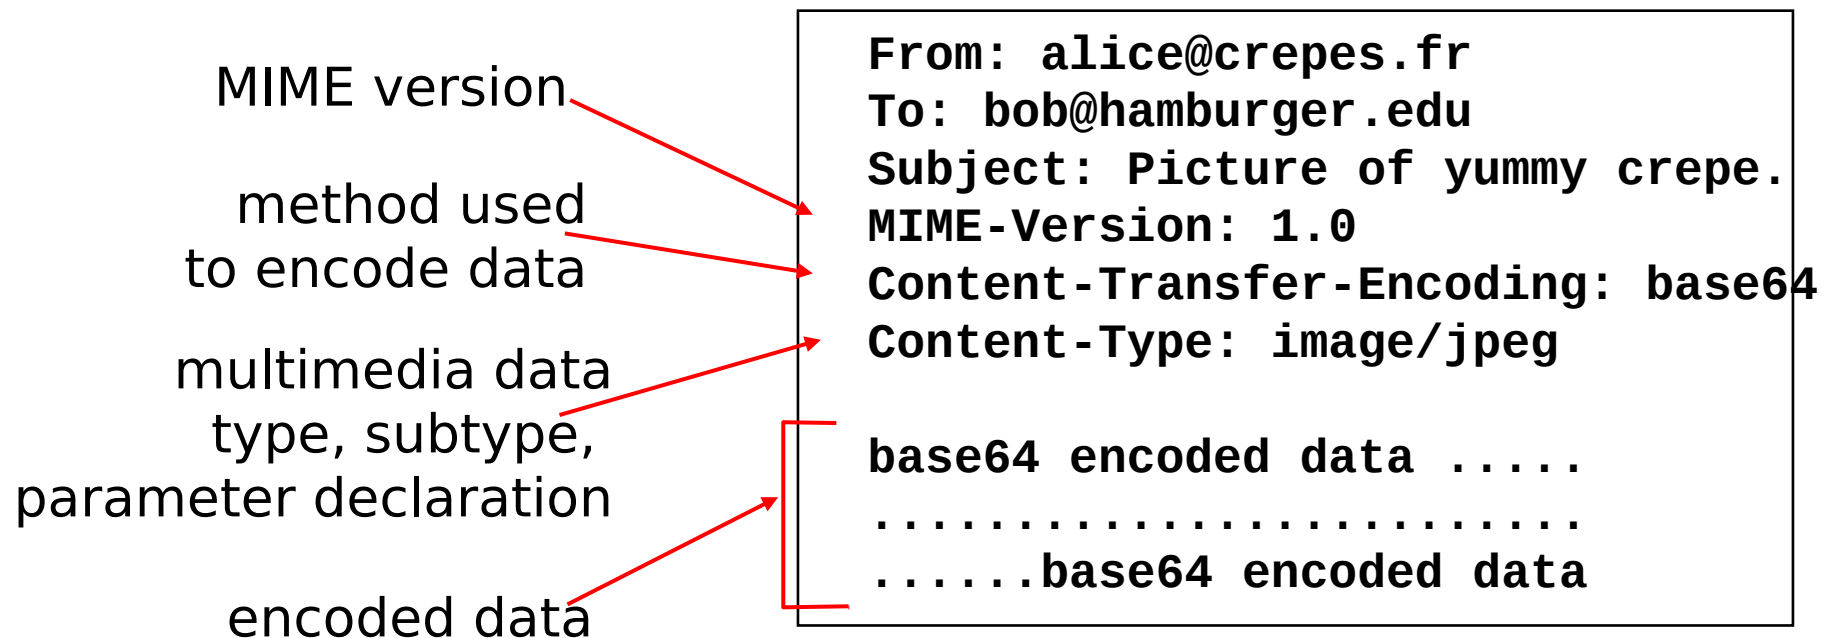 MIME version
method used
to encode data
multimedia data
type, subtype,
parameter declaration
encoded data
From: alice@crepes.fr
To: bob@hamburger.edu
Subject: Picture of yummy crepe.
MIME-Version: 1.0
Content-Transfer-Encoding: base64
Content-Type: image/jpeg
base64 encoded data .....
.........................
......base64 encoded data